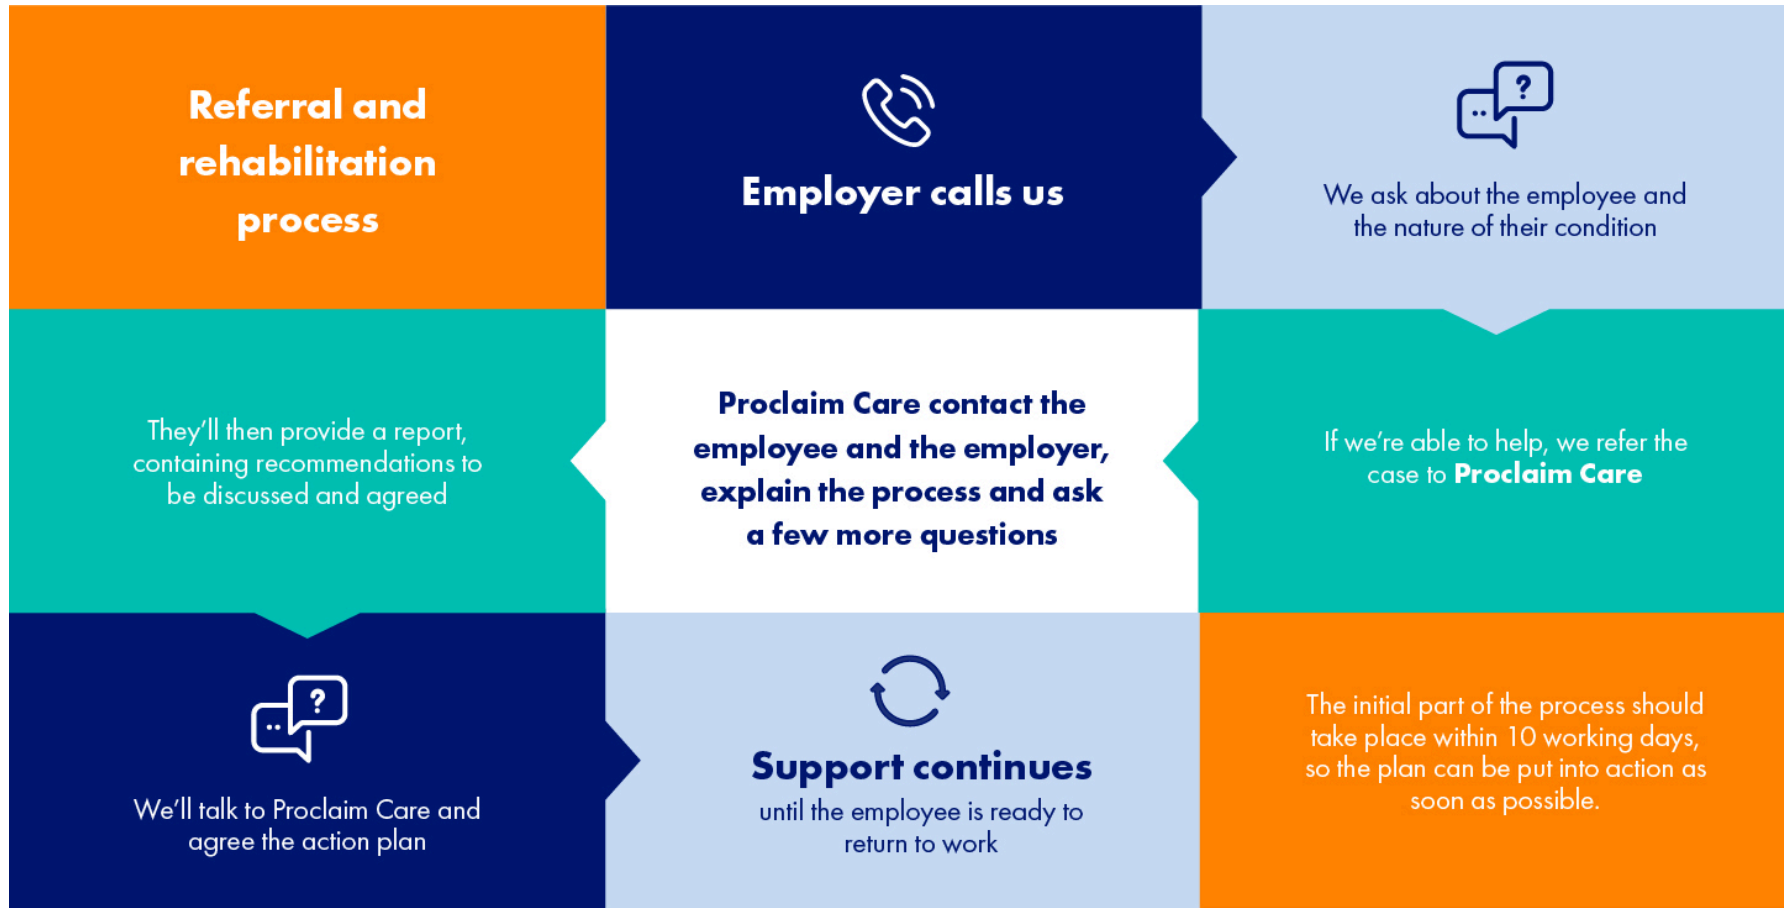 Referral and
rehabilitation
process
Employer calls us
?
We ask about the employee and
the nature of their condition
If we're able to help, we refer the
case to Proclaim Care
Proclaim Care contact the
employee and the employer,
explain the process and ask
a few more questions
They'll then provide a report,
containing recommendations to
be discussed and agreed
?
We'll talk to Proclaim Care and
agree the action plan
Support continues
until the employee is ready to
return to work
The initial part of the process should
take place within 10 working days,
so the plan can be put into action as
soon as possible.